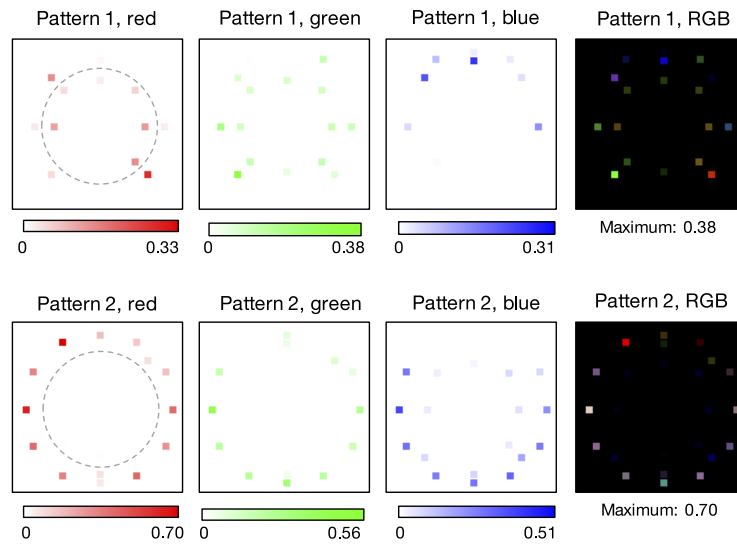 Pattern 1, red
Pattern 1, green
Pattern 1, blue
Pattern 1, RGB
0 0.33
0 0.38
0 0.31
Maximum: 0.38
Pattern 2, red
Pattern 2, green
Pattern 2, blue
Pattern 2, RGB
0 0.70
0 0.56
0 0.51
Maximum: 0.70